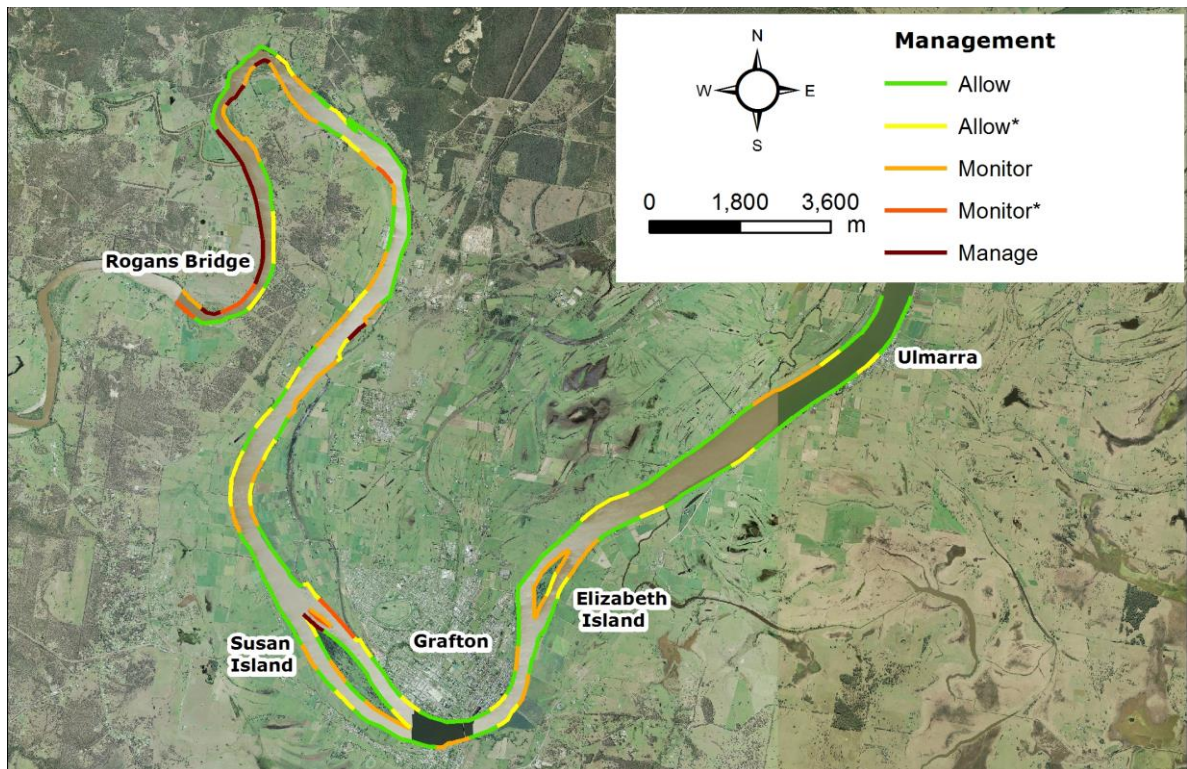 Management
N
W
E
S
Allow
Allow*
Monitor
Monitor*
Manage
0 1,800 3,600
m
Rogans Bridge
Ulmarra
Elizabeth
Island
Grafton
Susan
Island